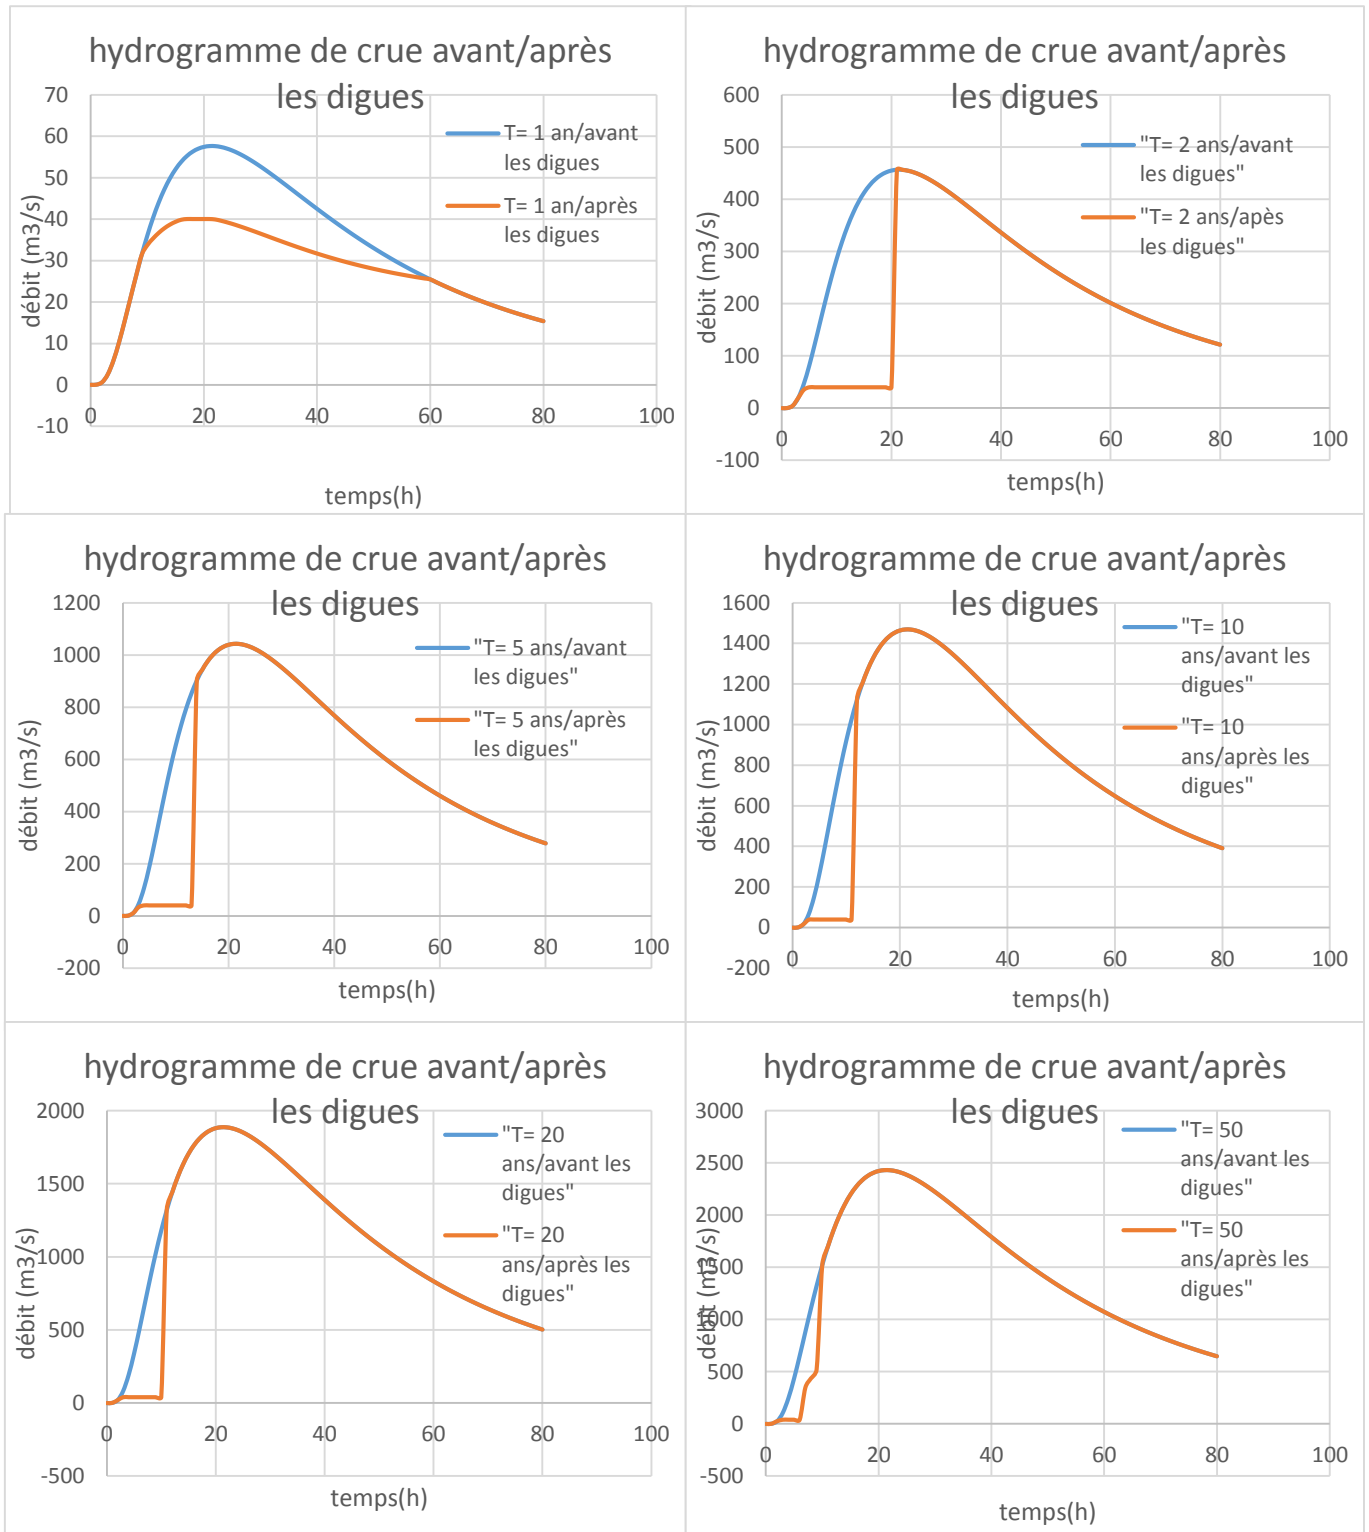 hydrogramme de crue avant/après
les digues
70
60
50
40
30
20
10
0
-10
0
20
40
60
80
100
débit (m3/s)
temps(h)
T= 1 an/avant
les digues
T= 1 an/après
les digues
hydrogramme de crue avant/après
les digues
600
500
400
300
200
100
0
-100
0
20
40
60
80
100
débit (m3/s)
temps(h)
"T= 2 ans/avant
les digues"
"T= 2 ans/apès
les digues"
hydrogramme de crue avant/après
les digues
1200
1000
800
600
400
200
0
-200
0
20
40
60
80
100
débit (m3/s)
temps(h)
"T= 5 ans/avant
les digues"
"T= 5 ans/après
les digues"
hydrogramme de crue avant/après
les digues
1600
1400
1200
1000
800
600
400
200
0
-200
0
20
40
60
80
100
débit (m3/s)
temps(h)
"T= 10
ans/avant les
digues"
"T= 10
ans/après les
digues"
hydrogramme de crue avant/après
les digues
2000
1500
1000
500
0
-500
0
20
40
60
80
100
débit (m3/s)
temps(h)
"T= 20
ans/avant les
digues"
"T= 20
ans/après les
digues"
hydrogramme de crue avant/après
les digues
3000
2500
2000
1500
1000
500
0
-500
0
20
40
60
80
100
débit (m3/s)
temps(h)
"T= 50
ans/avant les
digues"
"T= 50
ans/après les
digues"